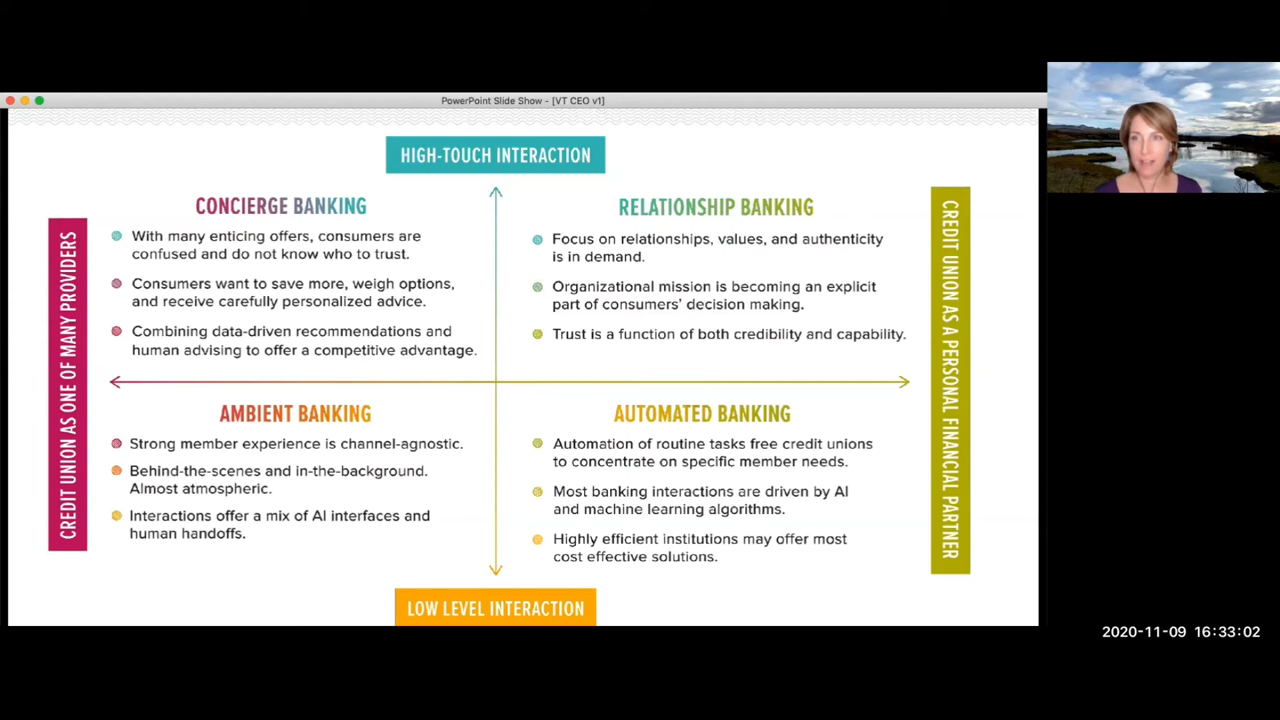 PowerPoint Slide Show - [VT CEO v1]
HIGH-TOUCH INTERACTION
CREDIT UNION AS ONE OF MANY PROVIDERS
CONCIERGE BANKING
With many enticing offers, consumers are
confused and do not know who to trust.
Consumers want to save more, weigh options,
and receive carefully personalized advice.
Combining data-driven recommendations and
human advising to offer a competitive advantage.
RELATIONSHIP BANKING
Focus on relationships, values, and authenticity
is in demand.
Organizational mission is becoming an explicit
part of consumers' decision making.
Trust is a function of both credibility and capability.
CREDIT UNION AS A PERSONAL FINANCIAL PARTNER
AMBIENT BANKING
Strong member experience is channel-agnostic.
Behind-the-scenes and in-the-background.
Almost atmospheric.
Interactions offer a mix of AI interfaces and
human handoffs.
AUTOMATED BANKING
Automation of routine tasks free credit unions
to concentrate on specific member needs.
Most banking interactions are driven by AI
and machine learning algorithms.
Highly efficient institutions may offer most
cost effective solutions.
LOW LEVEL INTERACTION
2020-11-09 16:33:02